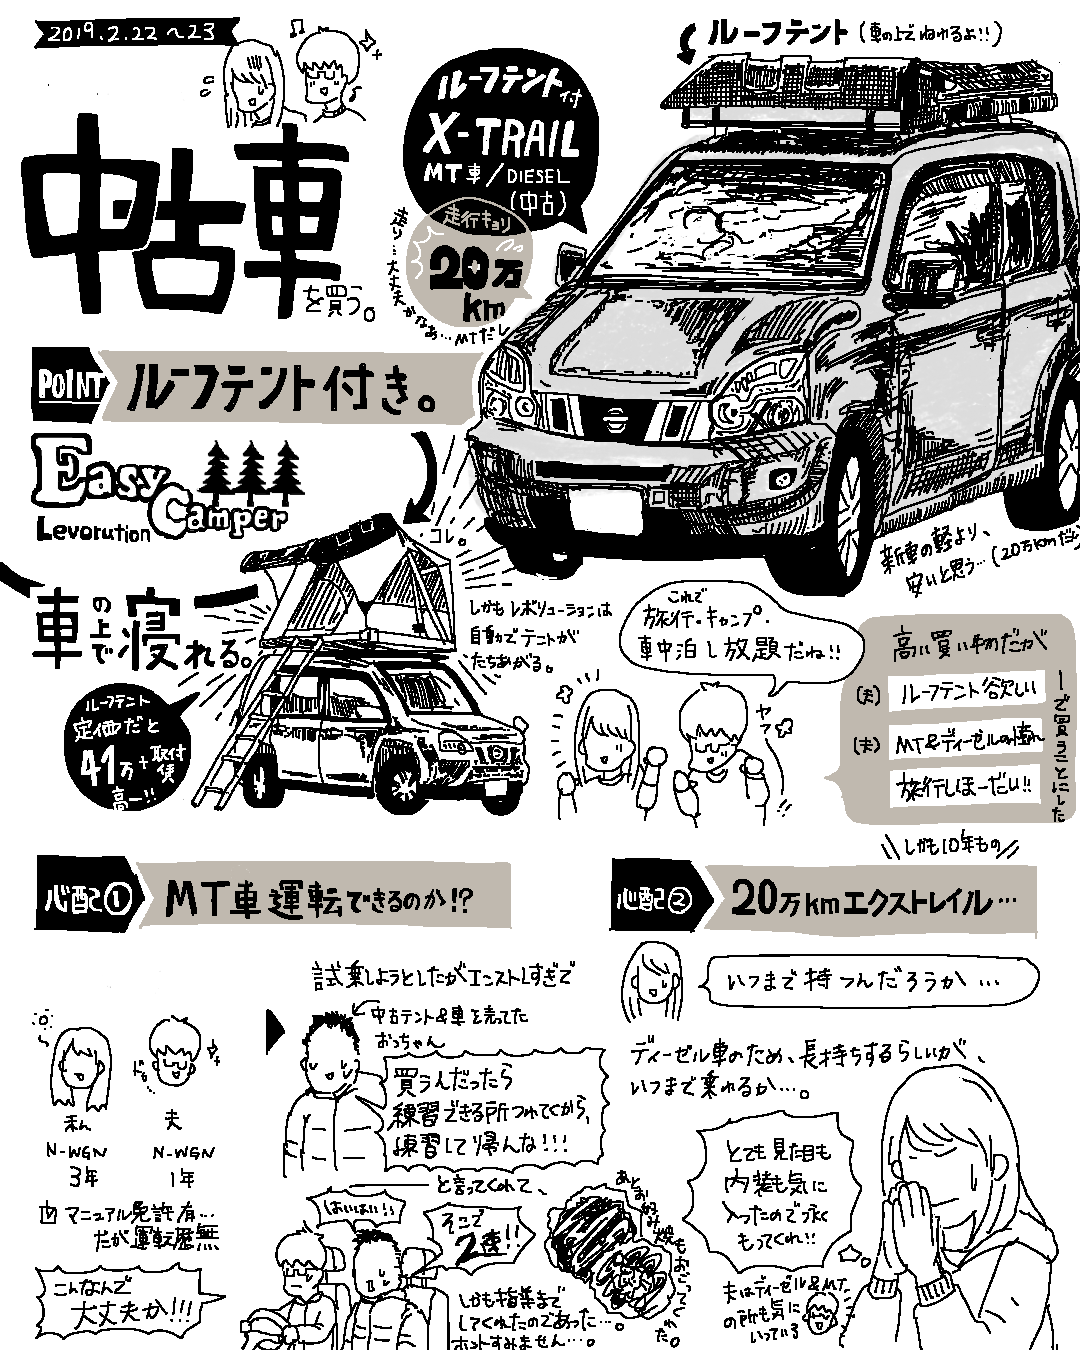 2019.2.22〜23
中古車
を買う。
ルーフテント付
X-TRAIL
MT車/DIESEL
(中古)
走行キョリ
20万
km
走り…大丈夫かなぁ…MTだし
ルーフテント(車の上でねれるよ!!)
POINT
ルーフテント付き。
Easy
Camper
Levorution
コレ。
車の上で寝れる。
ルーフテント
定価だと
41万+取付費
高ー!!
しかもレボリューションは
自動でテントが
たちあがる。
新車の軽より、
安いと思う…(20万kmだし
これで
旅行・キャンプ・
車中泊し放題だね!!
ヤフー
高い買い物だが
(夫)ルーフテント欲しい
(夫)MT&ディーゼルの憧れ
旅行しほーだい!!
ーで買うことにした
心配①
MT車運転できるのか!?
私
N-WGN
3年
夫
N-WGN
1年
マニュアル免許有…
だが運転歴無
こんなんで
大丈夫か!!!
試乗しようとしたがエンストしすぎで
中古テント&車を売ってた
おっちゃん
買うんだったら
練習できる所つれてくから、
練習して帰んな!!!
と言ってくれて、
はいはい!!
そこで
2速!!
しかも指導まで
してくれたのであった…。
ホントすみません…。
あとお好み焼きもおごってくれた。
心配②
しかも10年もの
20万kmエクストレイル…
いつまで持つんだろうか…
ディーゼル車のため、長持ちするらしいが、
いつまで乗れるか…。
とても見た目も
内装も気に
入ったので永く
もってくれ!!
夫はディーゼル&MT
の所も気に
いっている